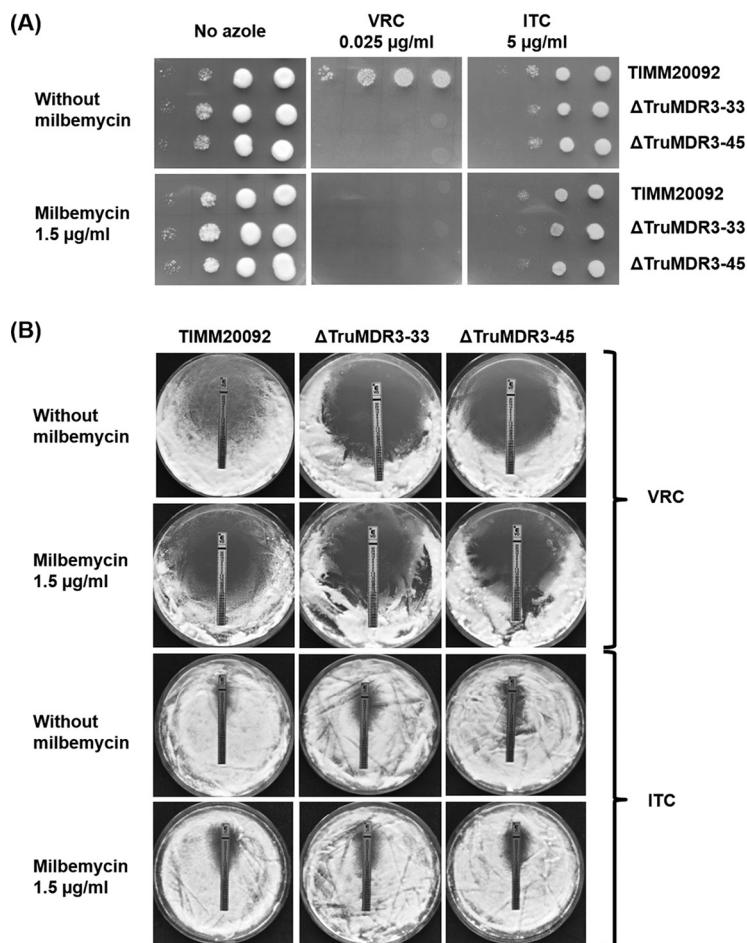 (A)
No azole
VRC
0.025 µg/ml
ITC
5 µg/ml
Without
milbemycin
TIMM20092
ΔTruMDR3-33
ΔTruMDR3-45
Milbemycin
1.5 µg/ml
TIMM20092
ΔTruMDR3-33
ΔTruMDR3-45
(B)
TIMM20092
ΔTruMDR3-33
ΔTruMDR3-45
Without
milbemycin
Milbemycin
1.5 µg/ml
VRC
Without
milbemycin
Milbemycin
1.5 µg/ml
ITC